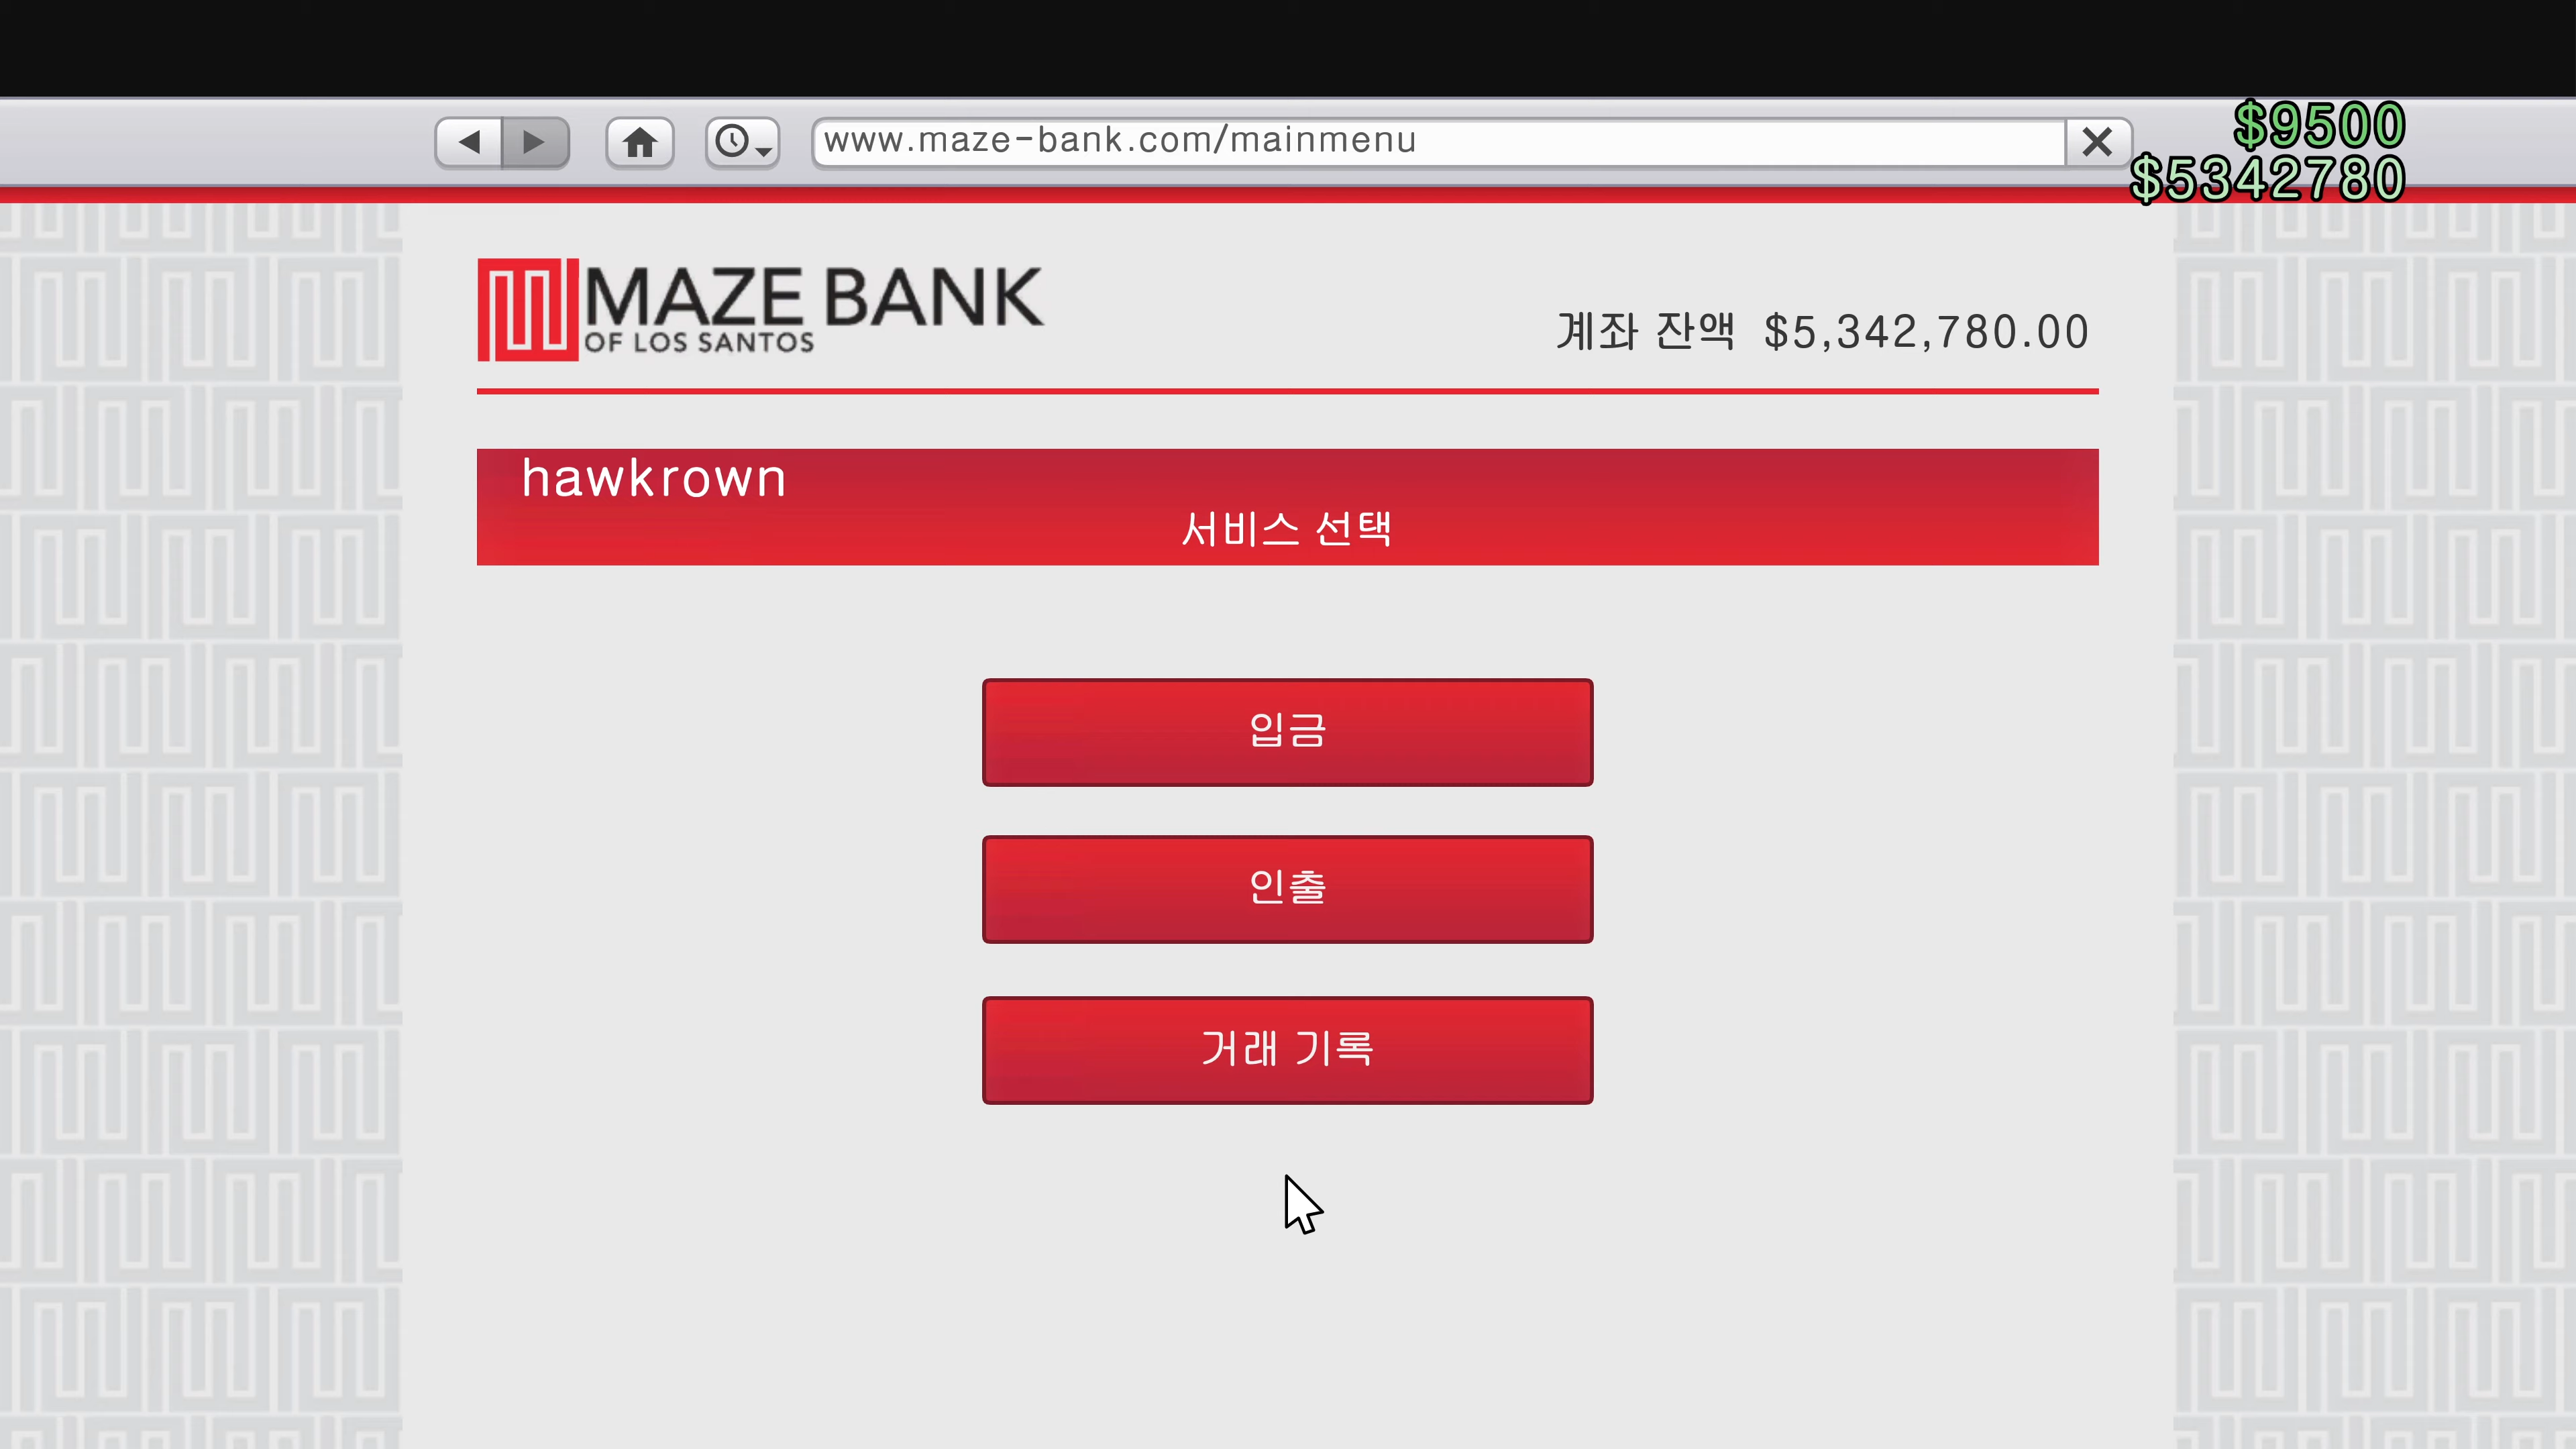 www.maze-bank.com/mainmenu
$9500
$5342780
MAZE BANK
OF LOS SANTOS
계좌 잔액 $5,342,780.00
hawkrown
서비스 선택
입금
인출
거래 기록